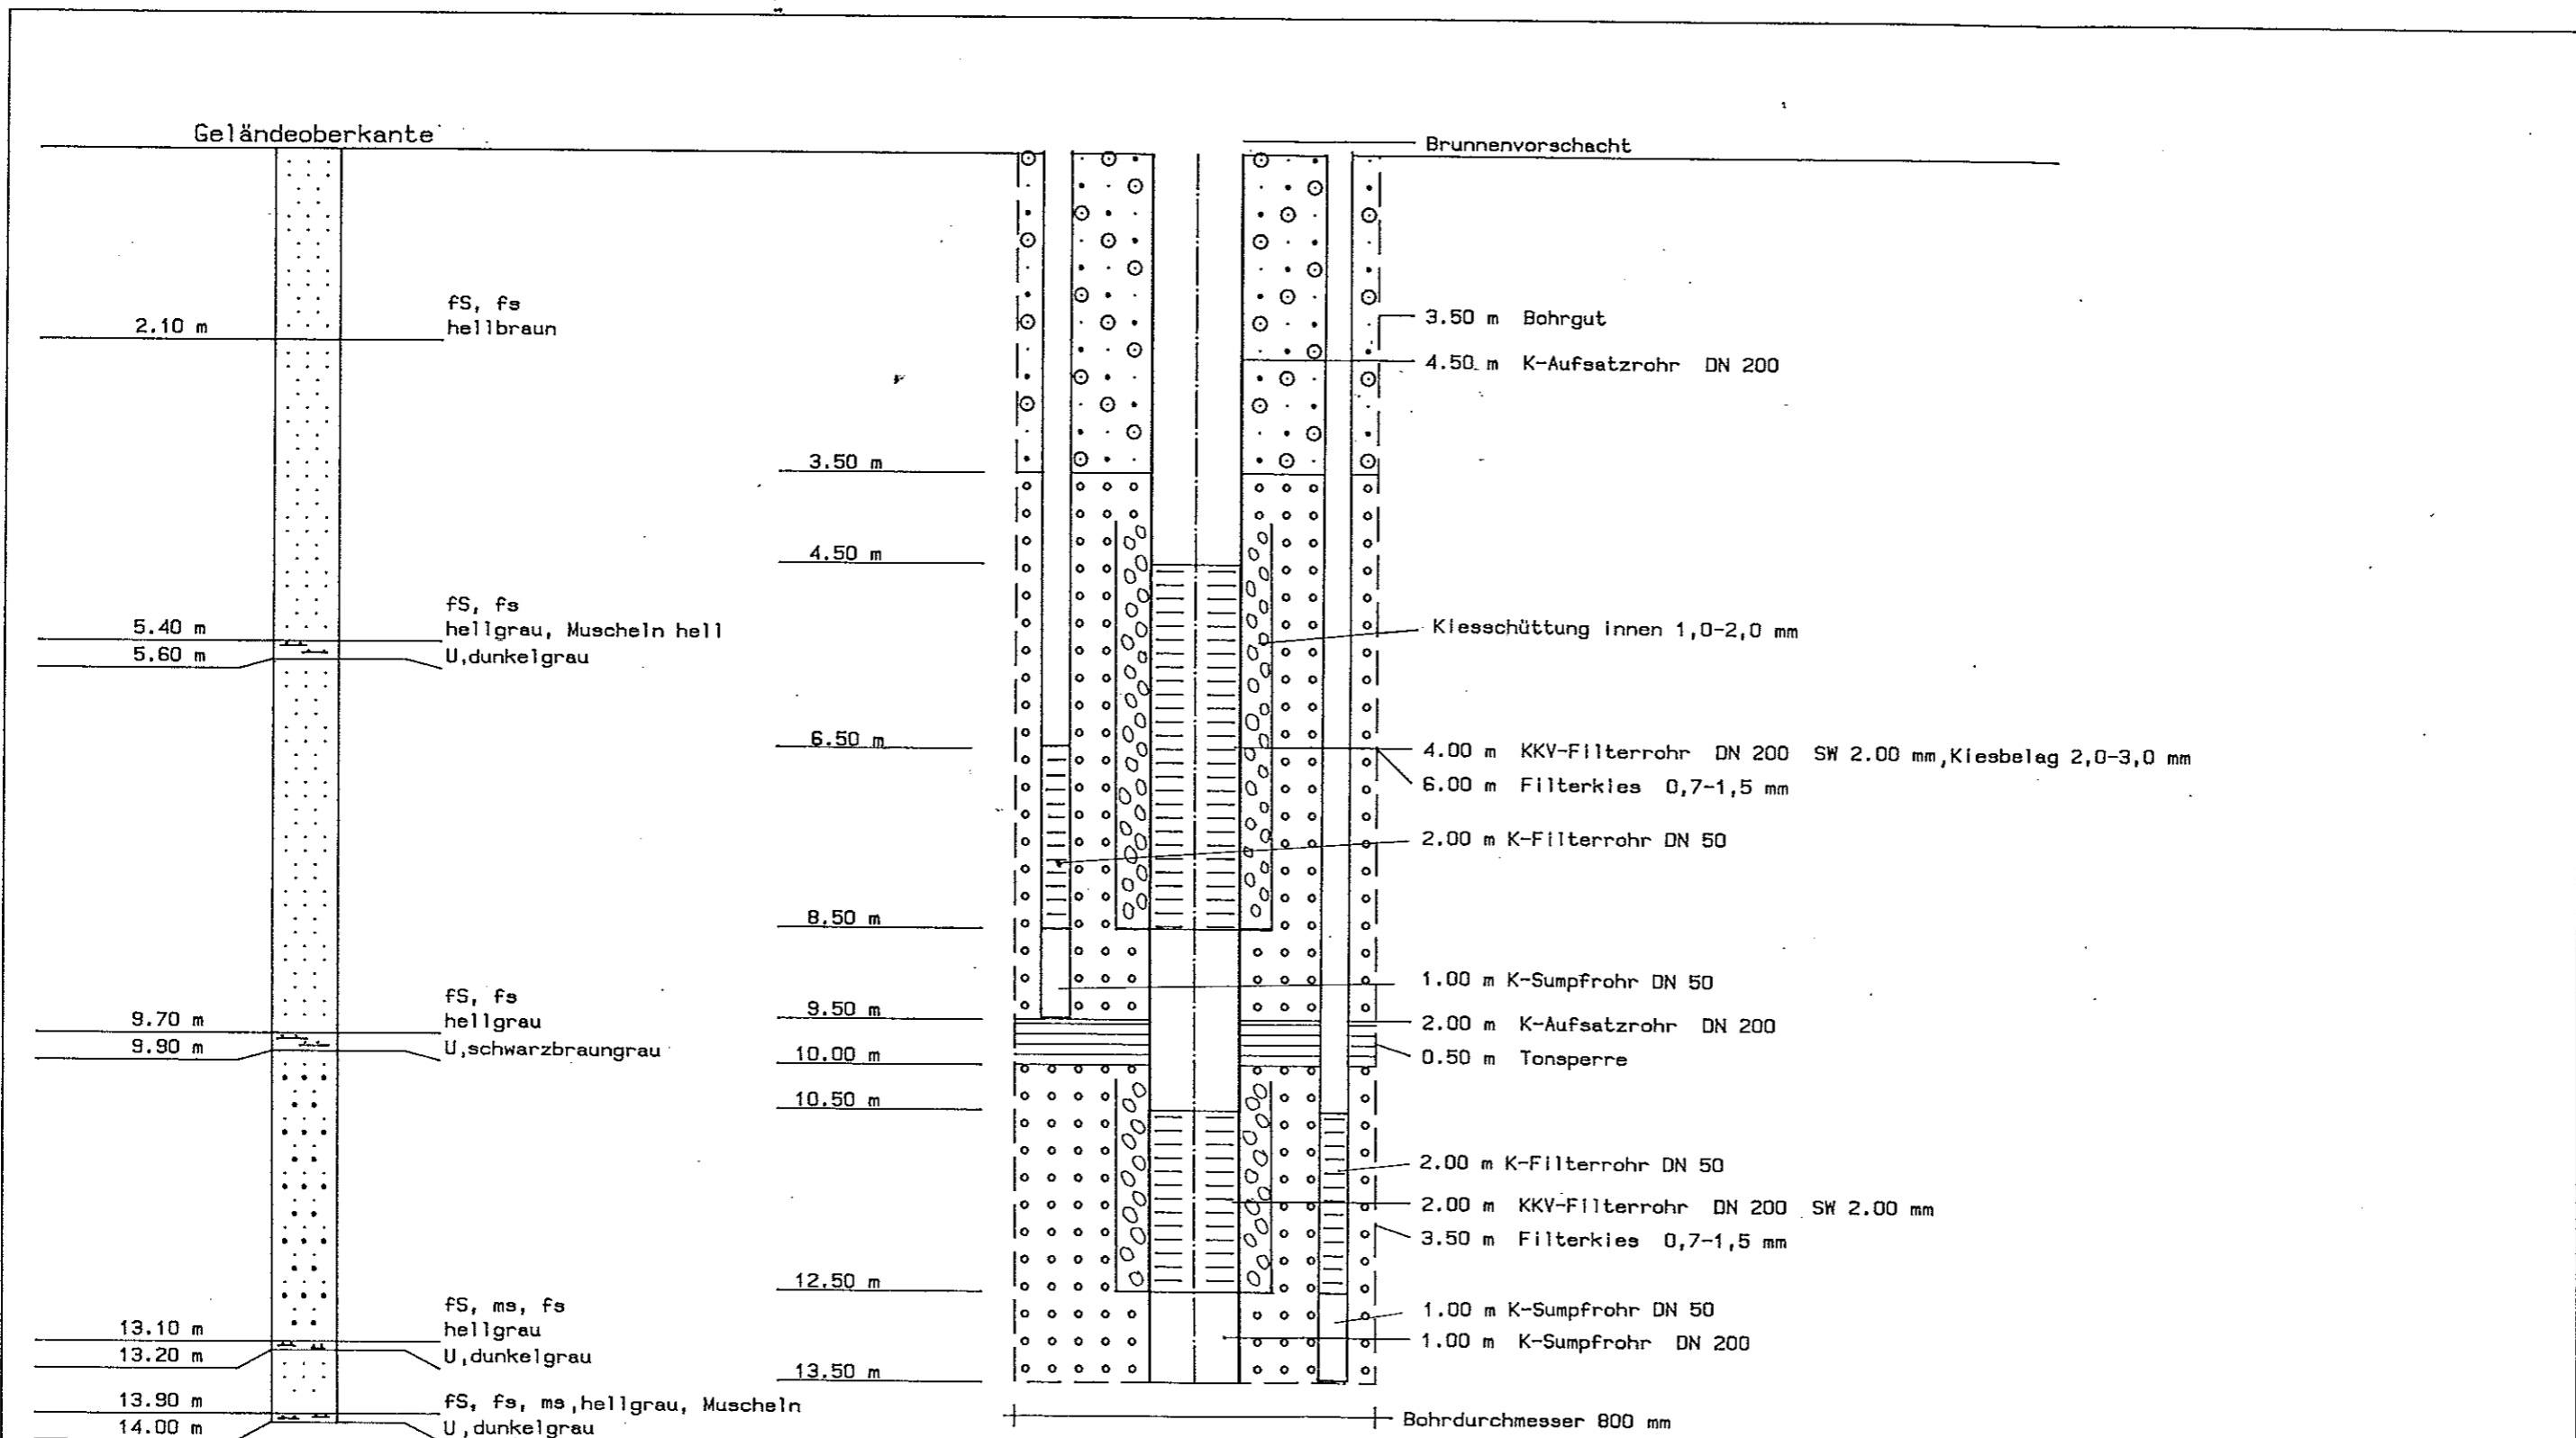 Geländeoberkante
Brunnenvorschacht
fS, fs
2.10 m hellbraun
3.50 m Bohrgut
4.50 m K-Aufsatzrohr DN 200
3.50 m
4.50 m
fS, fs
5.40 m hellgrau, Muscheln hell
5.60 m U,dunkelgrau
Kiesschüttung innen 1,0-2,0 mm
6.50 m
4.00 m KKV-Filterrohr DN 200 SW 2.00 mm,Kiesbelag 2,0-3,0 mm
6.00 m Filterkies 0,7-1,5 mm
2.00 m K-Filterrohr DN 50
8.50 m
1.00 m K-Sumpfrohr DN 50
fS, fs
9.70 m hellgrau
9.90 m U,schwarzbraungrau
9.50 m
2.00 m K-Aufsatzrohr DN 200
10.00 m
0.50 m Tonsperre
10.50 m
2.00 m K-Filterrohr DN 50
2.00 m KKV-Filterrohr DN 200 SW 2.00 mm
3.50 m Filterkies 0,7-1,5 mm
12.50 m
fS, ms, fs
13.10 m hellgrau
13.20 m U,dunkelgrau
1.00 m K-Sumpfrohr DN 50
1.00 m K-Sumpfrohr DN 200
13.50 m
13.90 m fS, fs, ms,hellgrau, Muscheln
14.00 m U,dunkelgrau
Bohrdurchmesser 800 mm